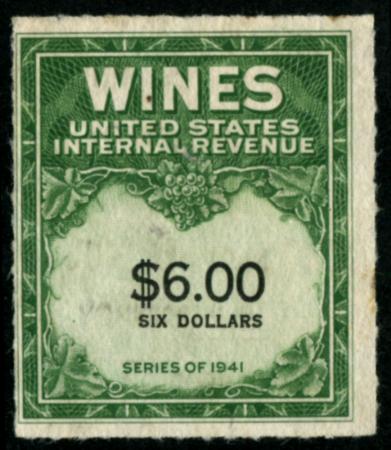 WINES
UNITED STATES
INTERNAL REVENUE
$6.00
SIX DOLLARS
SERIES OF 1941